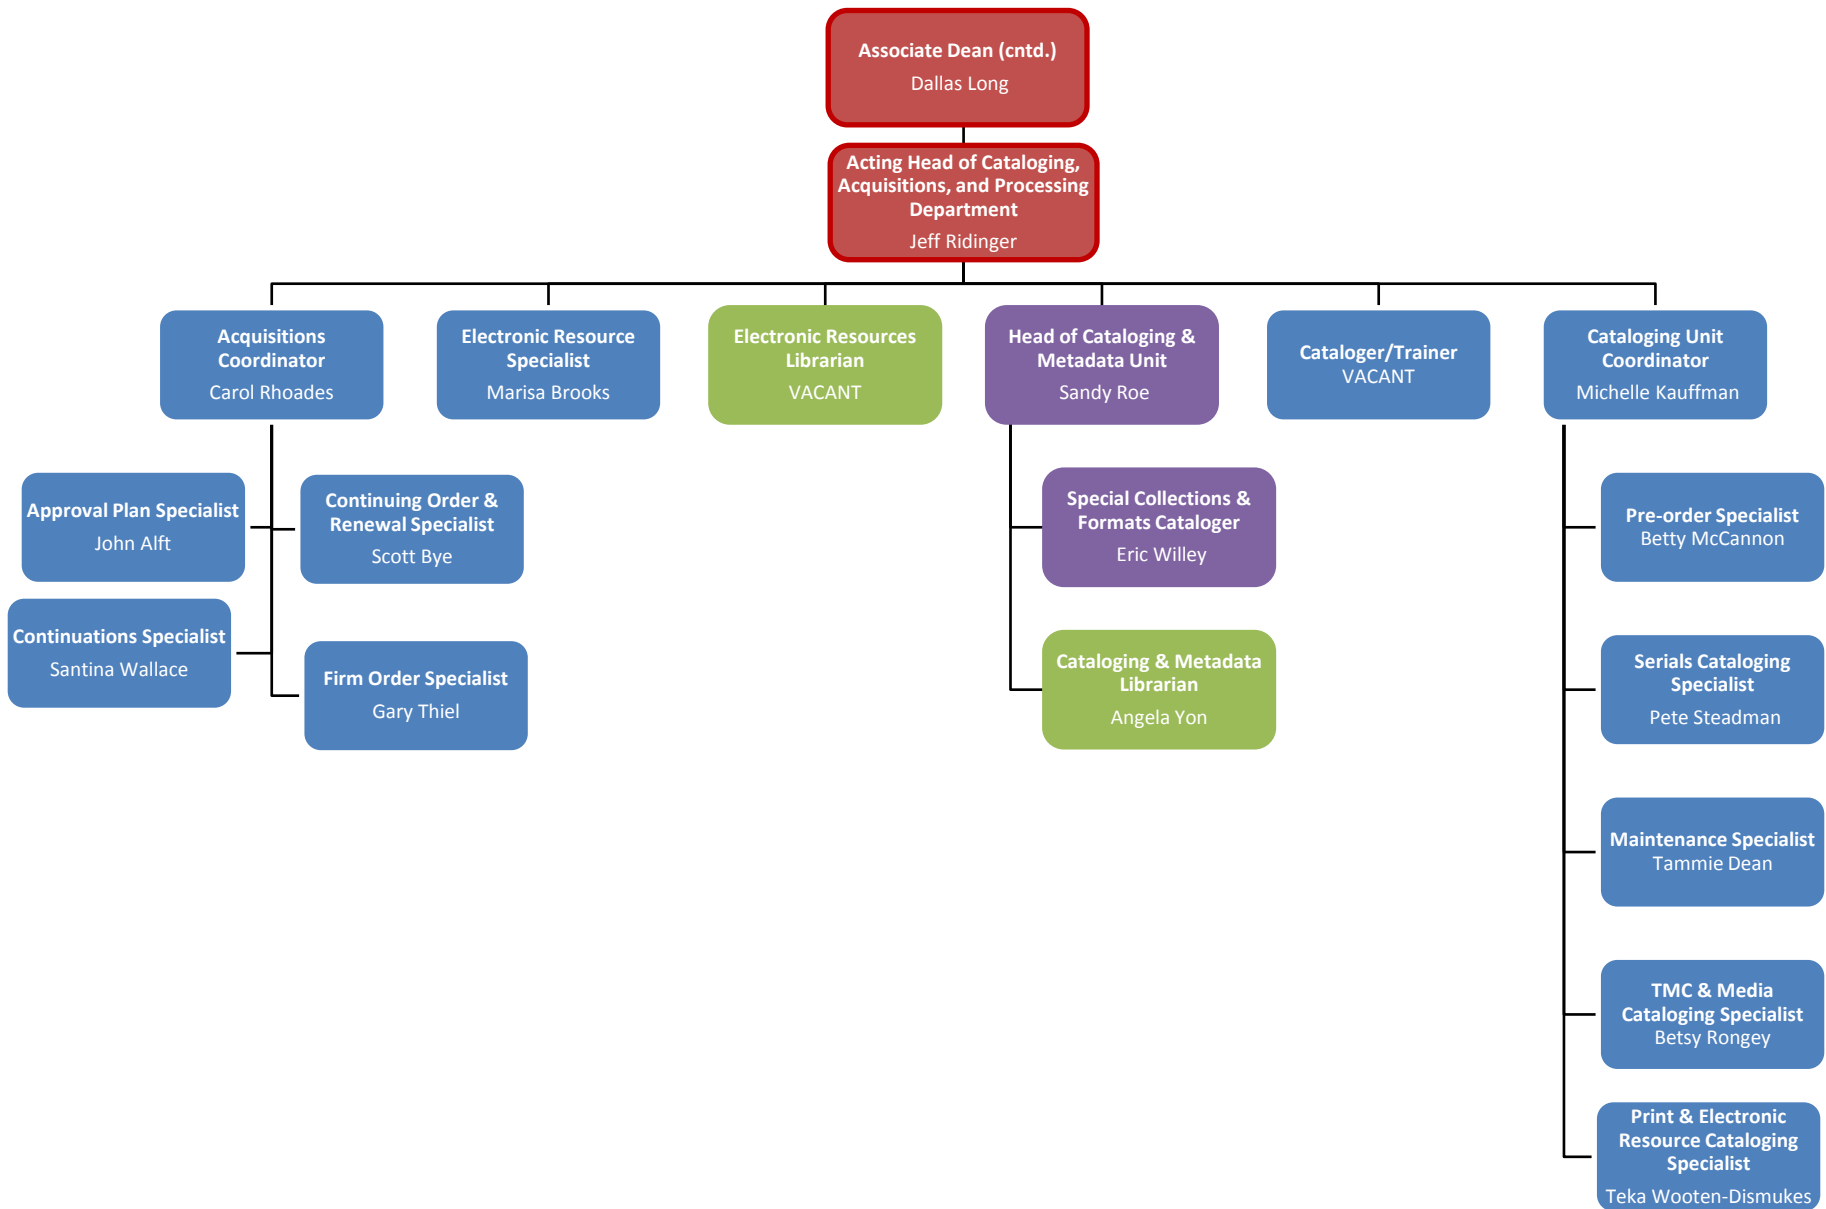 Associate Dean (cntd.)
Dallas Long
Acting Head of Cataloging,
Acquisitions, and Processing
Department
Jeff Ridinger
Acquisitions
Coordinator
Carol Rhoades
Electronic Resource
Specialist
Marisa Brooks
Electronic Resources
Librarian
VACANT
Head of Cataloging &
Metadata Unit
Sandy Roe
Cataloger/Trainer
VACANT
Cataloging Unit
Coordinator
Michelle Kauffman
Approval Plan Specialist
John Alft
Continuing Order &
Renewal Specialist
Scott Bye
Continuations Specialist
Santina Wallace
Firm Order Specialist
Gary Thiel
Special Collections &
Formats Cataloger
Eric Willey
Cataloging & Metadata
Librarian
Angela Yon
Pre-order Specialist
Betty McCannon
Serials Cataloging
Specialist
Pete Steadman
Maintenance Specialist
Tammie Dean
TMC & Media
Cataloging Specialist
Betsy Rongey
Print & Electronic
Resource Cataloging
Specialist
Teka Wooten-Dismukes